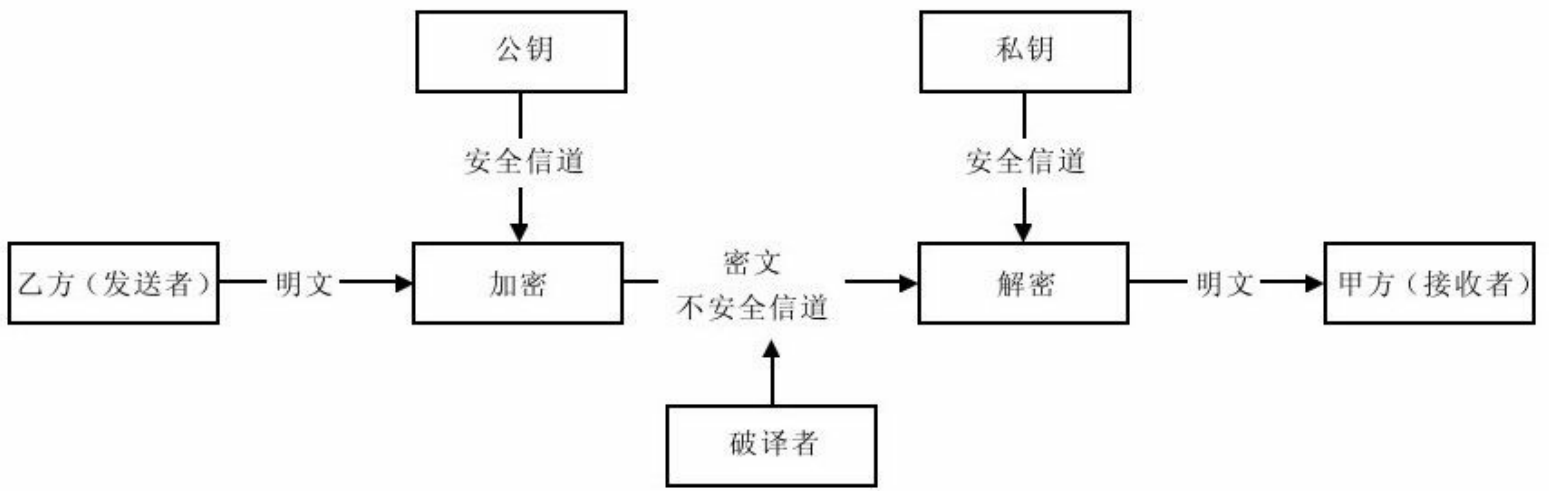 公钥
私钥
安全信道
安全信道
乙方（发送者）
明文
加密
密文
不安全信道
解密
明文
甲方（接收者）
破译者